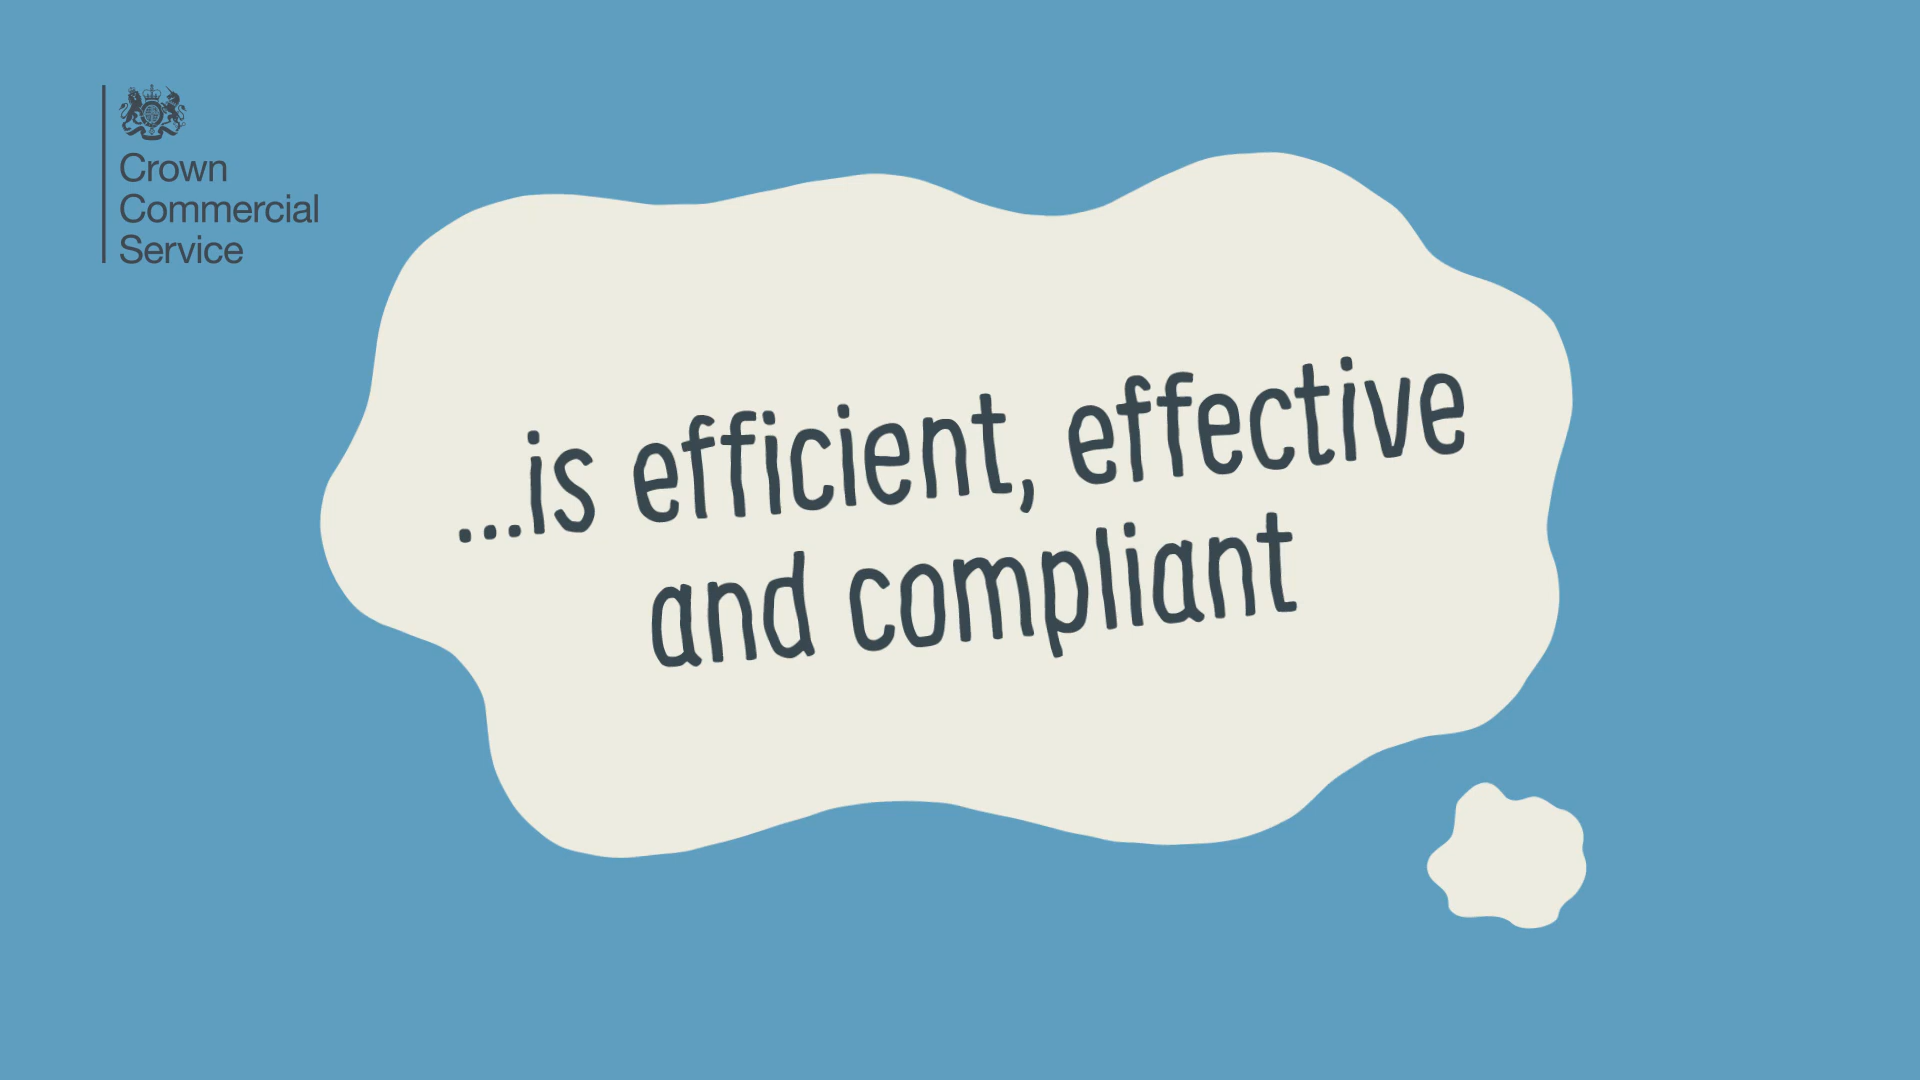 Crown
Commercial
Service
...is efficient, effective
and compliant